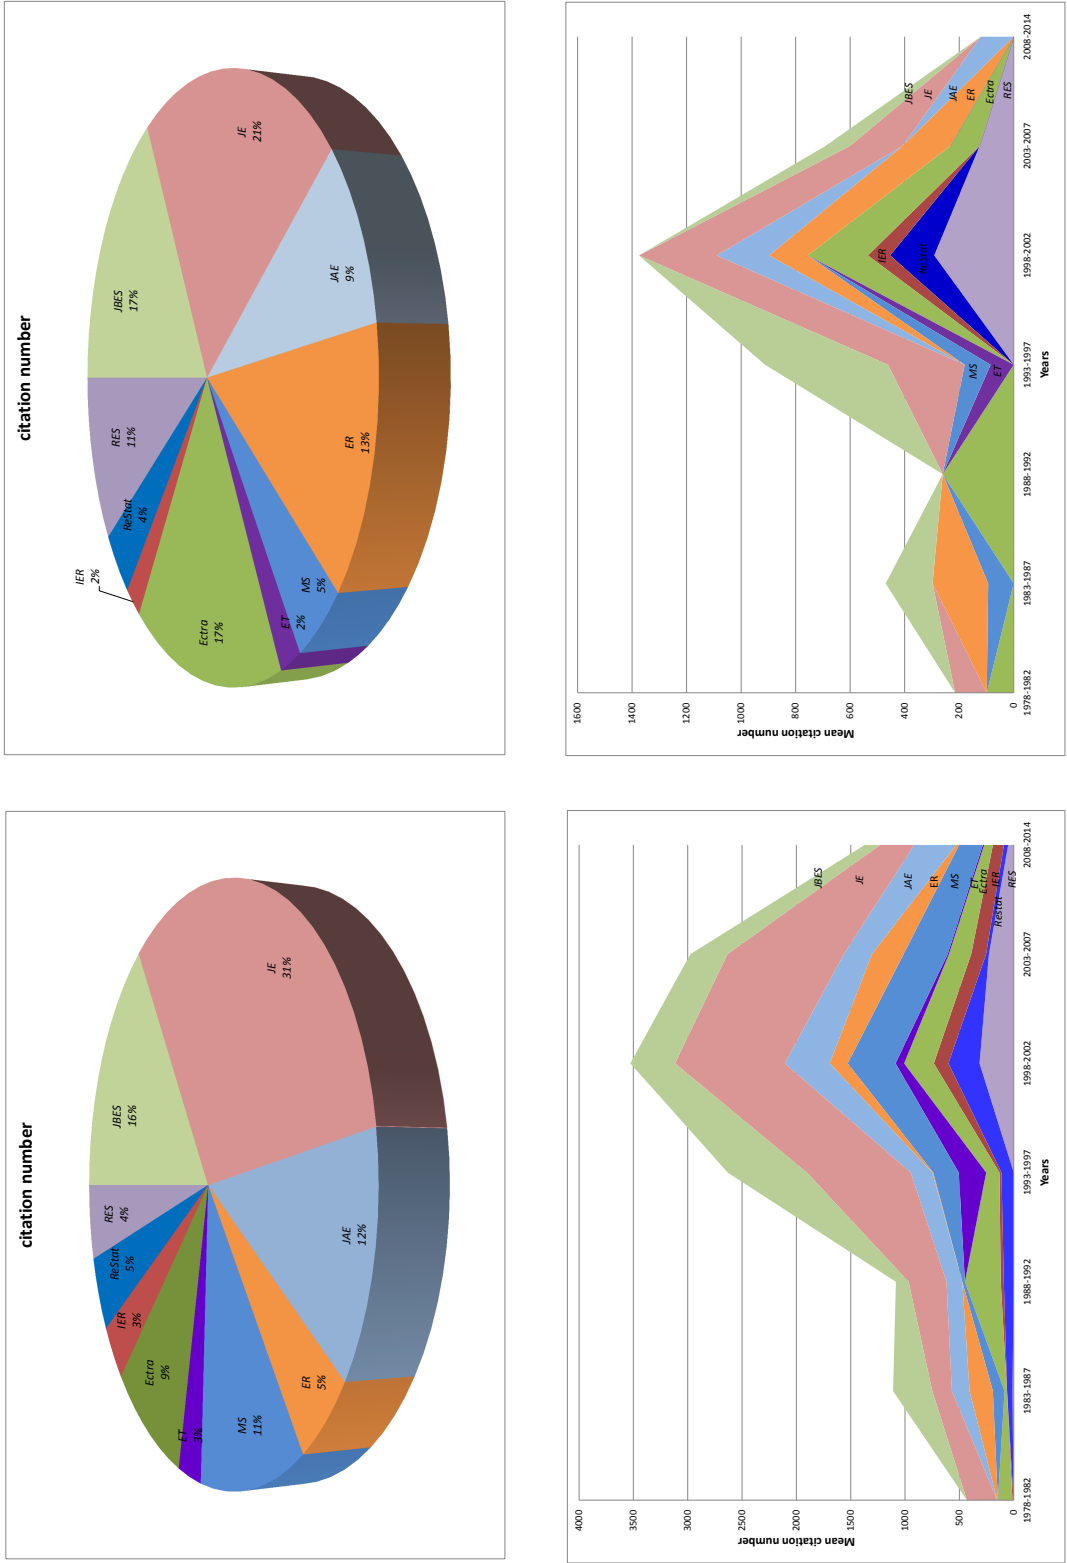 citation number
JBES
17%
JE
21%
JAE
9%
ER
13%
MS
5%
ET
2%
Ectra
17%
IER
2%
ReStat
4%
RES
11%
1600
1400
1200
1000
800
600
400
200
0
Mean citation number
JBES
JE
JAE
ER
Ectra
RES
IER
ReStat
MS
ET
1978-1982
1983-1987
1988-1992
1993-1997
1998-2002
2003-2007
2008-2014
Years
citation number
JBES
16%
JE
31%
JAE
12%
ER
5%
MS
11%
ET
3%
Ectra
9%
IER
3%
ReStat
5%
RES
4%
4000
3500
3000
2500
2000
1500
1000
500
0
Mean citation number
JBES
JE
JAE
ER
MS
ET
Ectra
IER
Restat
RES
1978-1982
1983-1987
1988-1992
1993-1997
1998-2002
2003-2007
2008-2014
Years